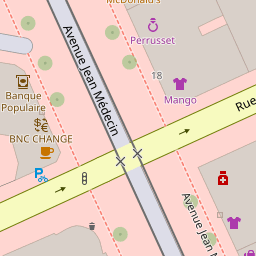 McDonald's
Perrusset
Avenue Jean Médecin
18
Banque
Populaire
Mango
Rue
BNC CHANGE
Avenue Jean M